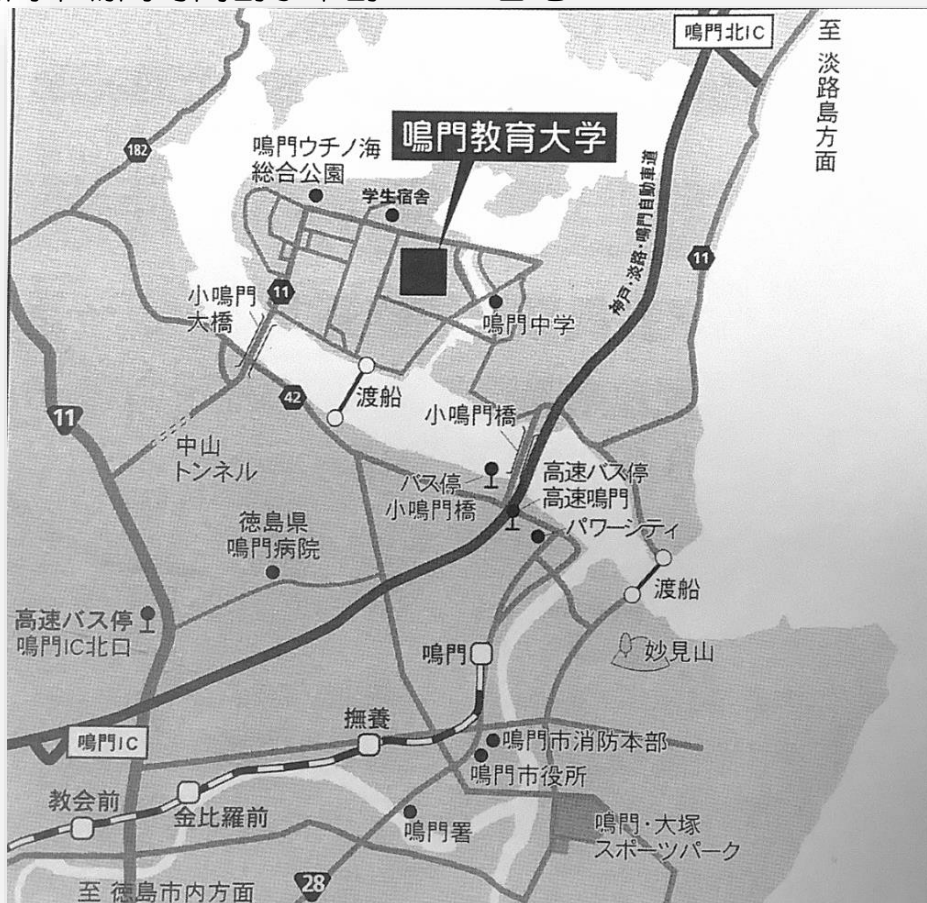 鳴門北IC
至 淡路島方面
鳴門教育大学
182
鳴門ウチノ海
総合公園
学生宿舎
神戸・淡路・鳴門自動車道
11
11
小鳴門
大橋
鳴門中学
42
渡船
小鳴門橋
11
中山
トンネル
バス停
小鳴門橋
高速バス停
高速鳴門
パワーシティ
徳島県
鳴門病院
渡船
高速バス停
鳴門IC北口
鳴門
妙見山
撫養
鳴門IC
鳴門市消防本部
鳴門市役所
教会前
金比羅前
鳴門署
鳴門・大塚
スポーツパーク
至 徳島市内方面
28